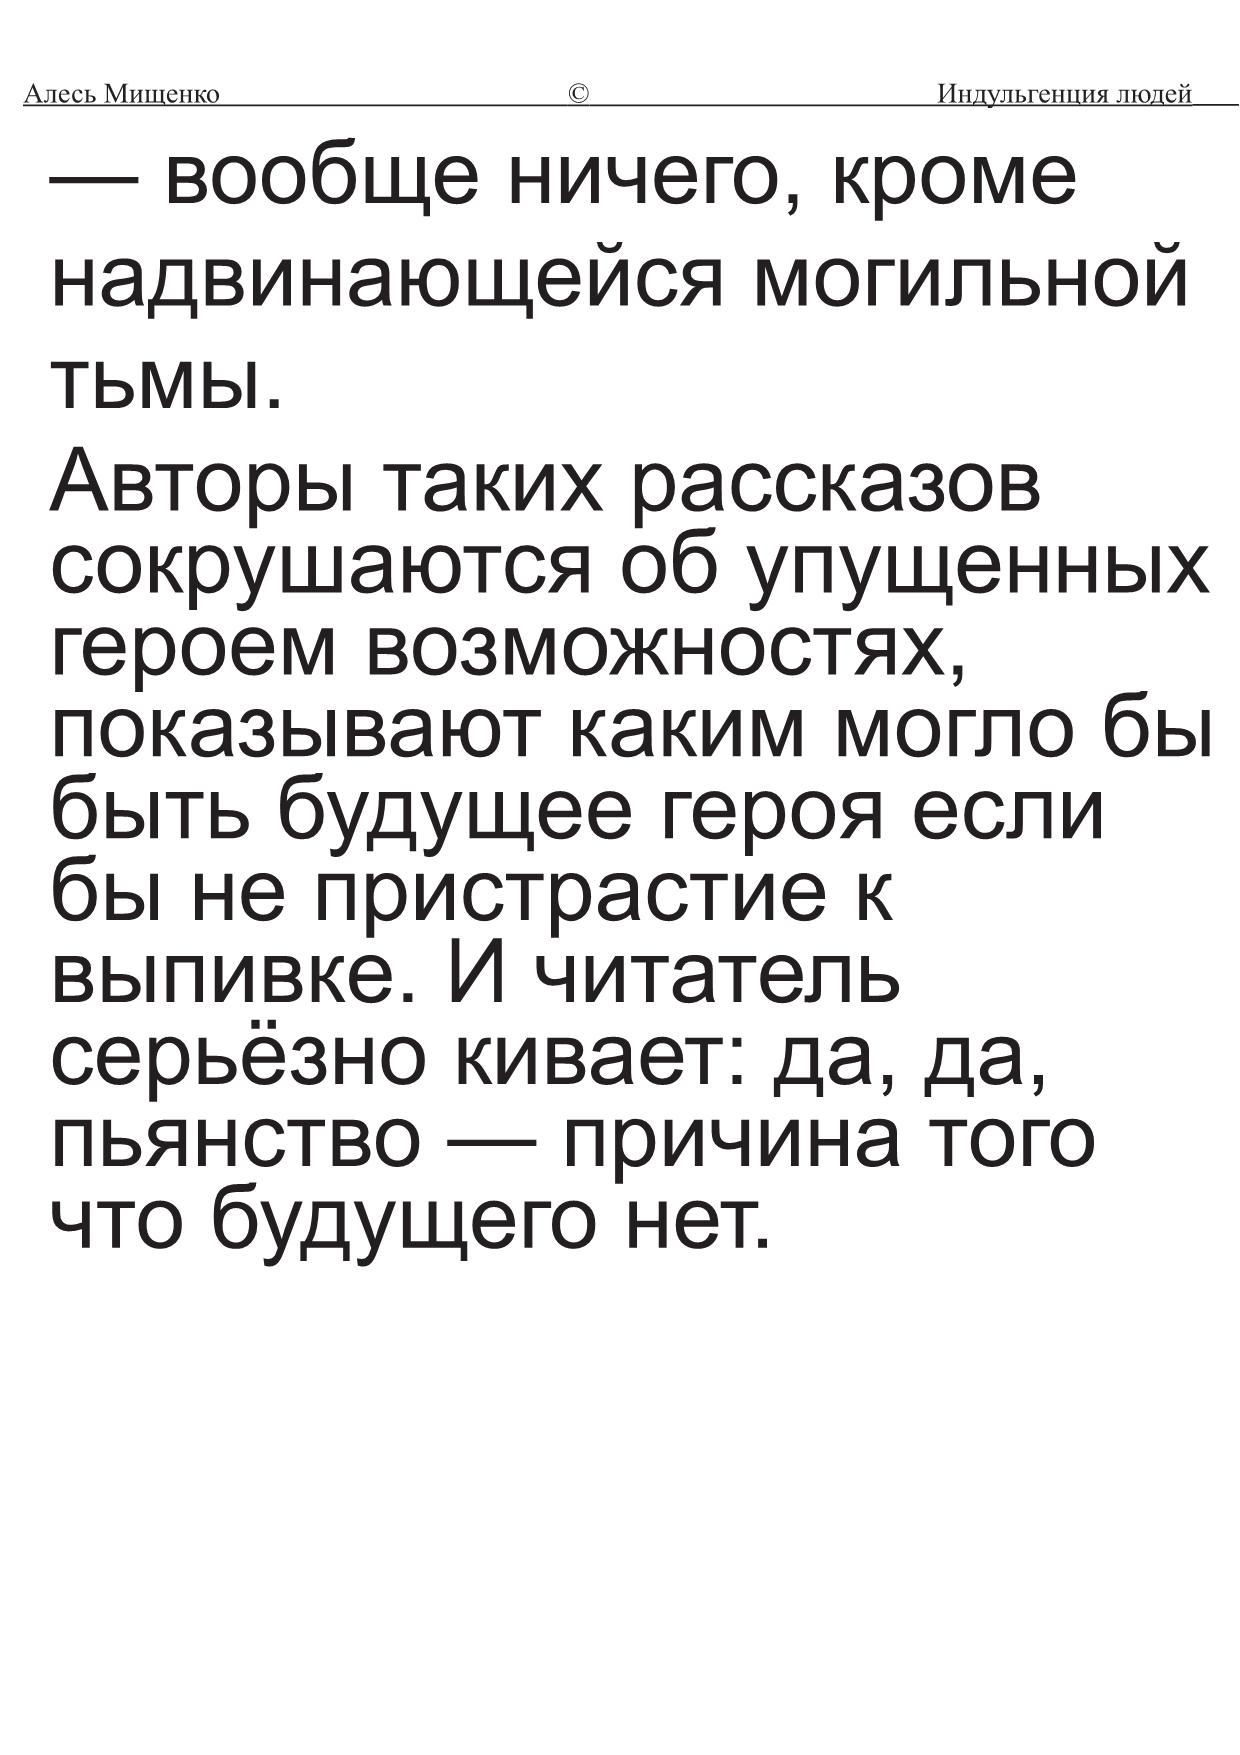 Алесь Мищенко © Индульгенция людей
— вообще ничего, кроме
надвинающейся могильной
тьмы.
Авторы таких рассказов
сокрушаются об упущенных
героем возможностях,
показывают каким могло бы
быть будущее героя если
бы не пристрастие к
выпивке. И читатель
серьёзно кивает: да, да,
пьянство — причина того
что будущего нет.